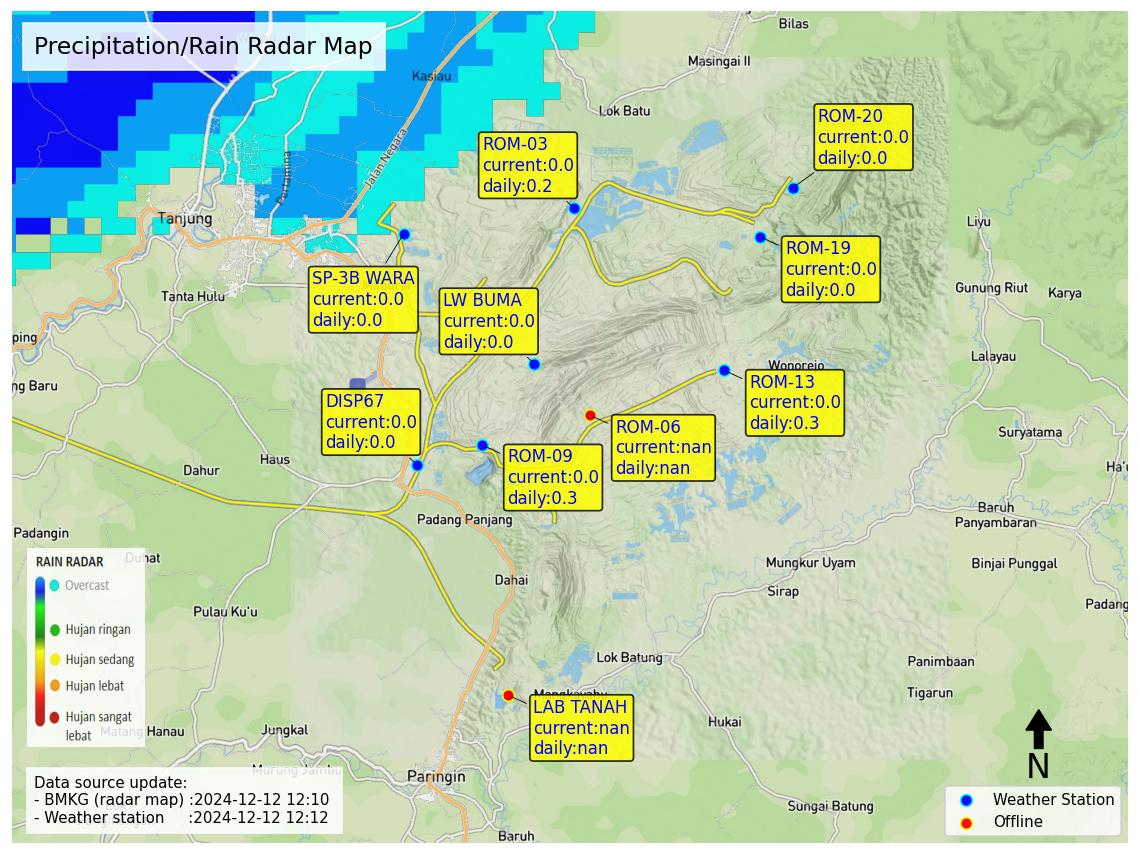 Precipitation/Rain Radar Map
Bilas
Masingai II
Kasiau
Lok Batu
Jalan Negara
Pertamina
Tanjung
Tanta Hulu
ROM-03
current:0.0
daily:0.2
ROM-20
current:0.0
daily:0.0
ROM-19
current:0.0
daily:0.0
SP-3B WARA
current:0.0
daily:0.0
LW BUMA
current:0.0
daily:0.0
Liyu
Gunung Riut
Karya
Lalayau
Wonorejo
ROM-13
current:0.0
daily:0.3
ping
ng Baru
DISP67
current:0.0
daily:0.0
ROM-06
current:nan
daily:nan
ROM-09
current:0.0
daily:0.3
Suryatama
Ha'u
Haus
Dahur
Padang Panjang
Baruh
Panyambaran
Padangin
Duhat
Binjai Punggal
Mungkur Uyam
Sirap
Dahai
Padang
Pulau Ku'u
RAIN RADAR
Overcast
Hujan ringan
Hujan sedang
Hujan lebat
Hujan sangat
lebat
Lok Batung
Panimbaan
Tigarun
LAB TANAH
current:nan
daily:nan
Hukai
Matang Hanau
Jungkal
Murung Jambu
Paringin
Sungai Batung
Baruh
Data source update:
- BMKG (radar map) :2024-12-12 12:10
- Weather station :2024-12-12 12:12
N
Weather Station
Offline